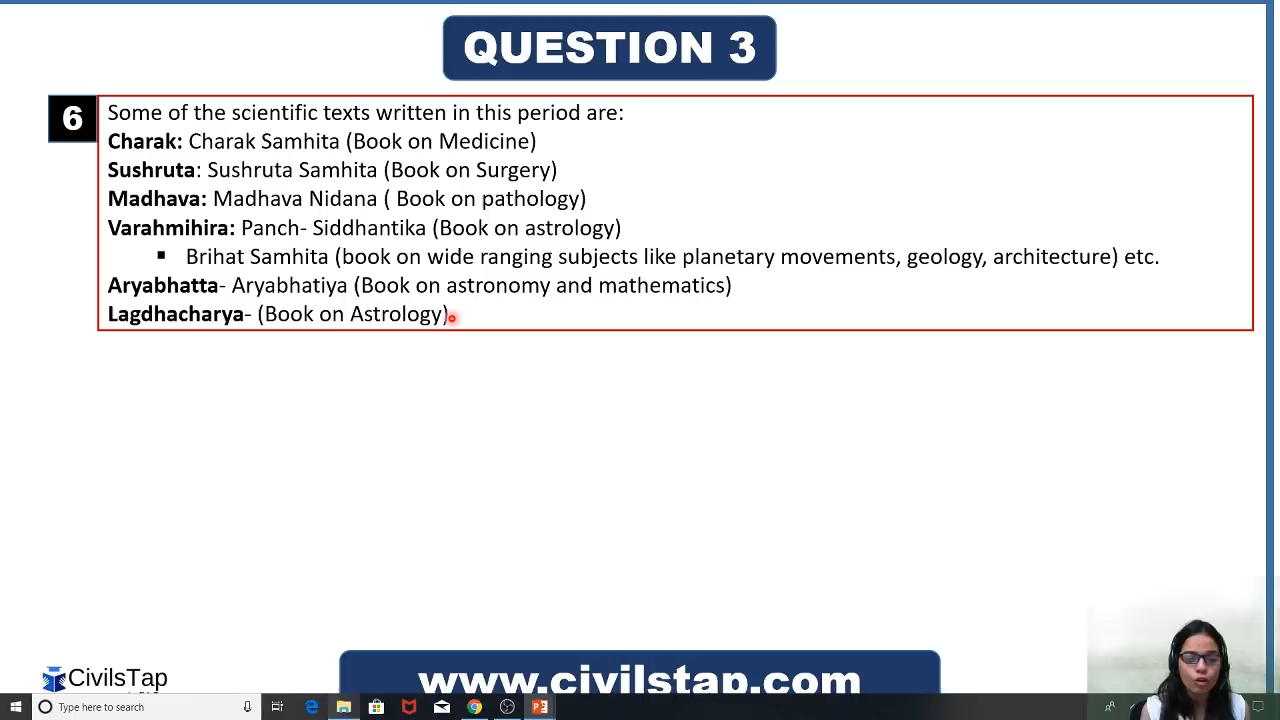 QUESTION 3
6
Some of the scientific texts written in this period are:
Charak: Charak Samhita (Book on Medicine)
Sushruta: Sushruta Samhita (Book on Surgery)
Madhava: Madhava Nidana ( Book on pathology)
Varahmihira: Panch- Siddhantika (Book on astrology)
▪ Brihat Samhita (book on wide ranging subjects like planetary movements, geology, architecture) etc.
Aryabhatta- Aryabhatiya (Book on astronomy and mathematics)
Lagdhacharya- (Book on Astrology)
CivilsTap
www.civilstap.com
Type here to search